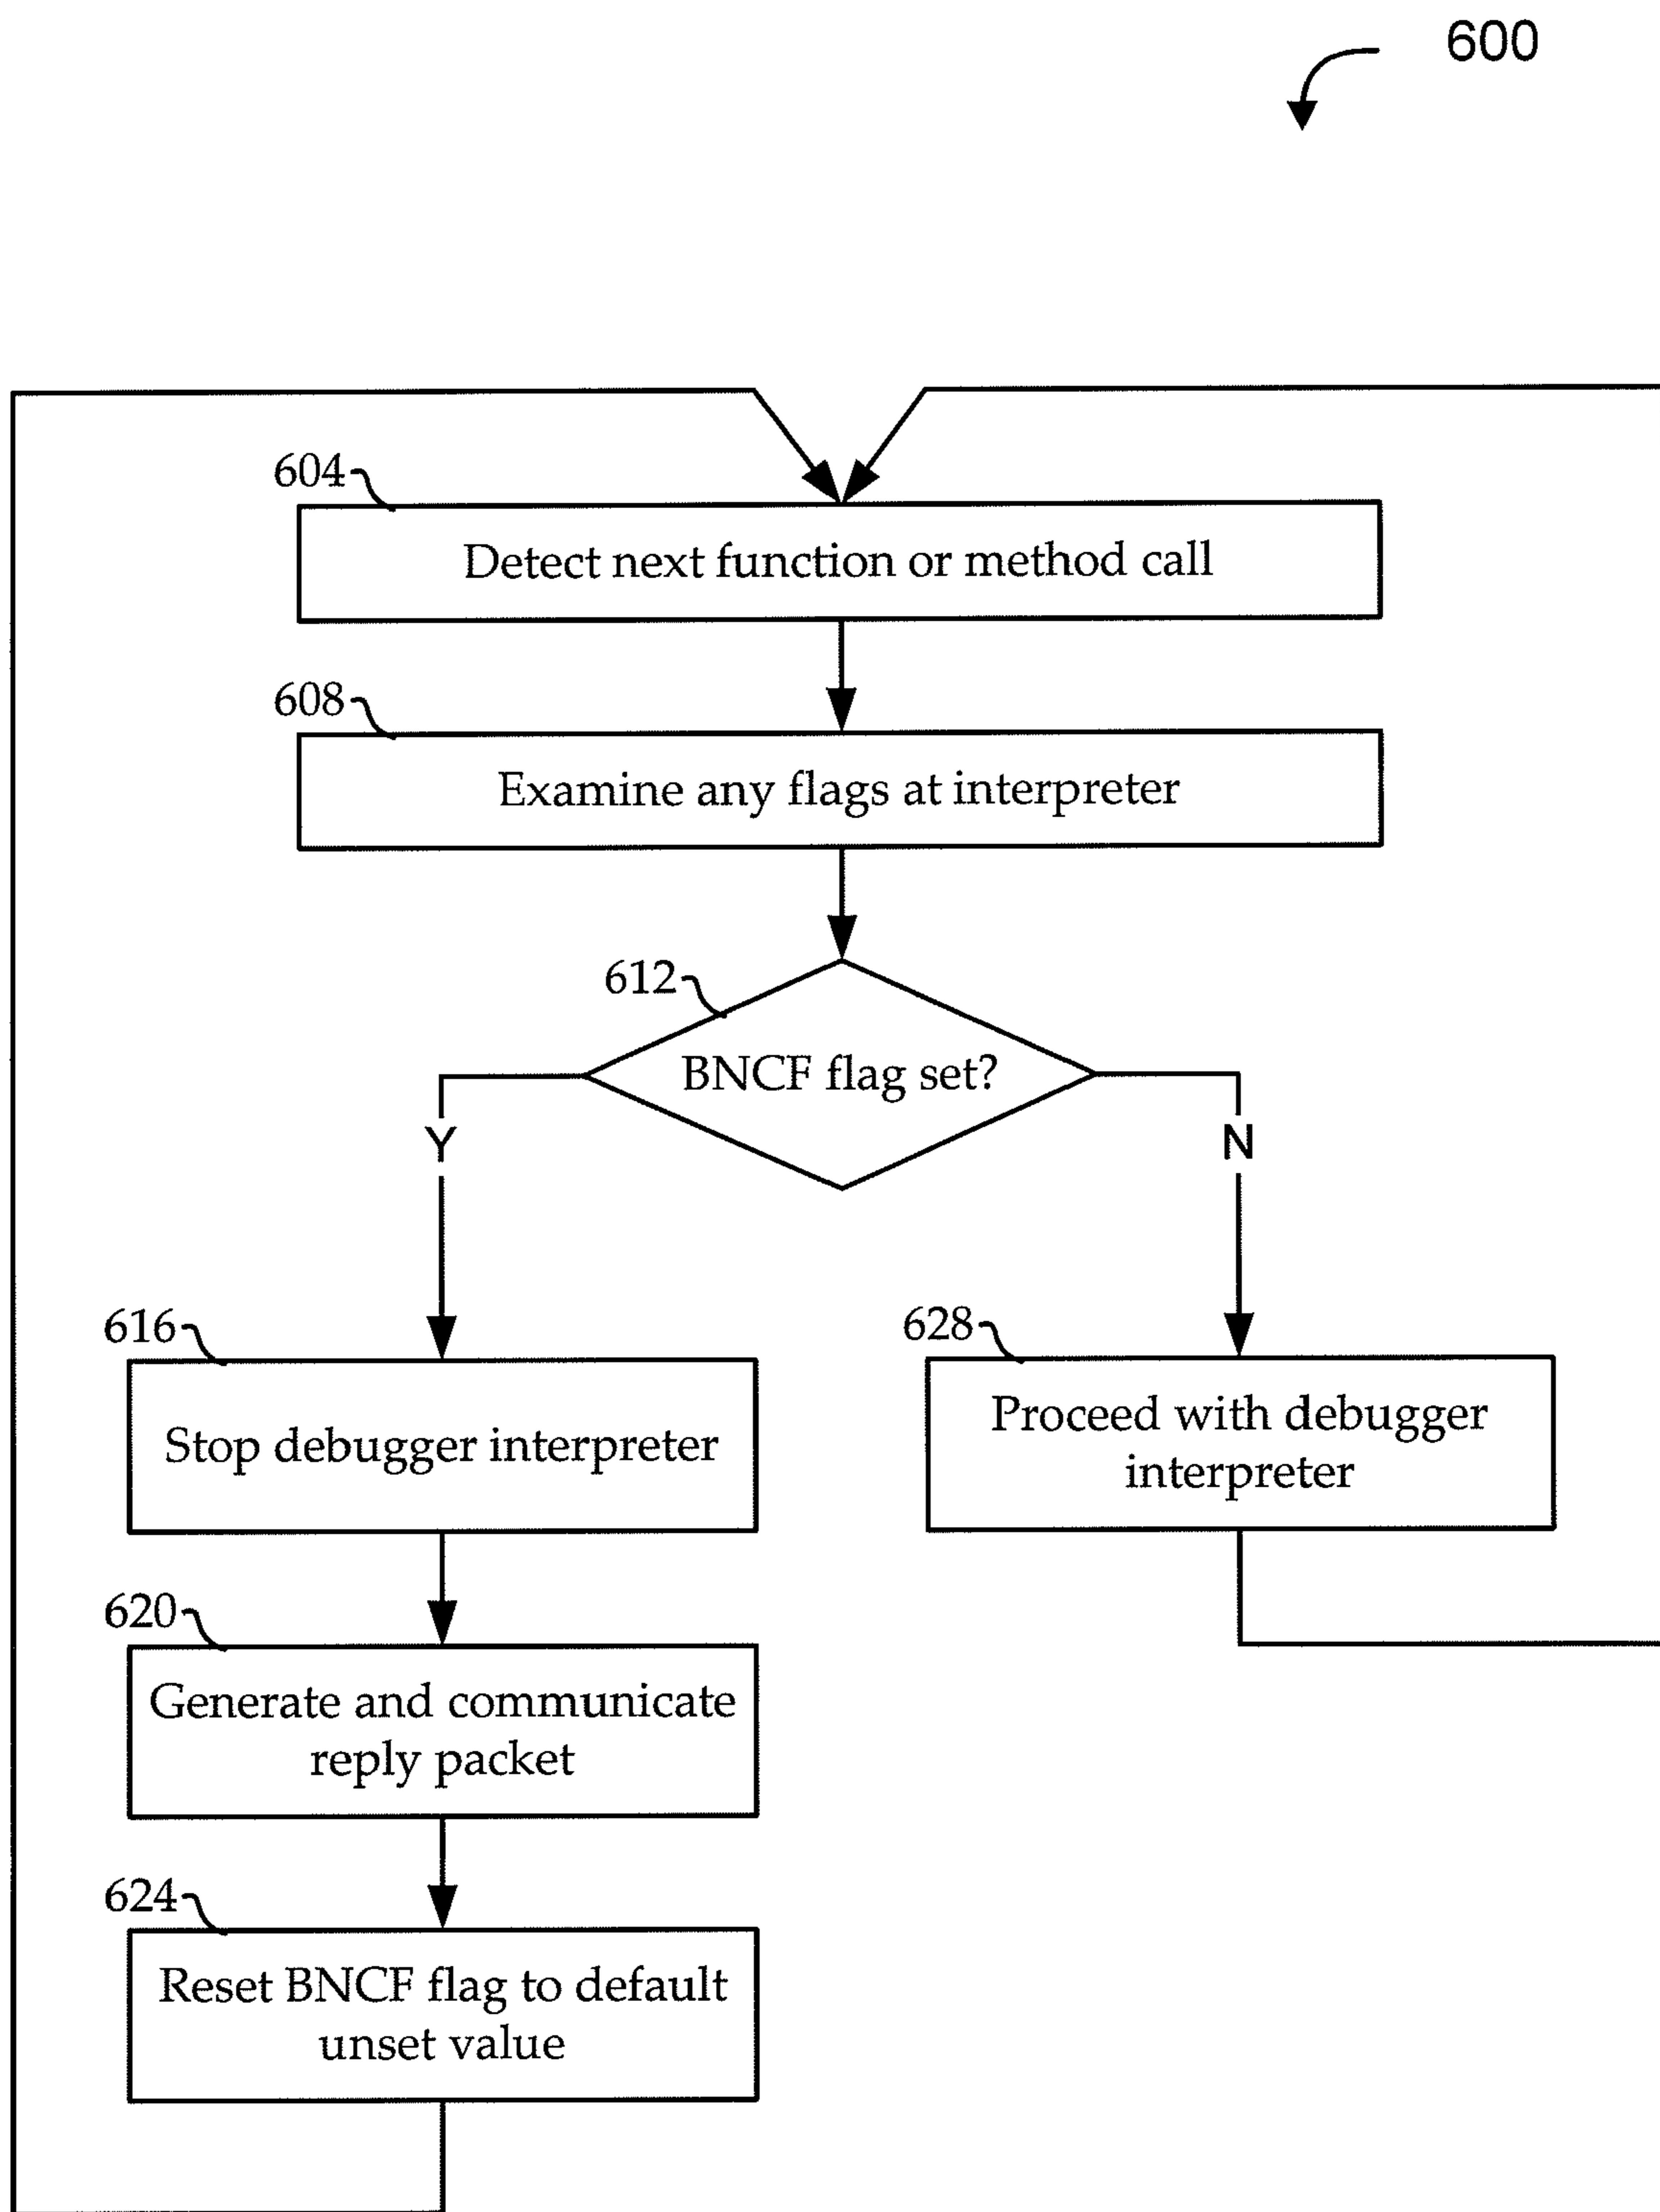 600
604
Detect next function or method call
608
Examine any flags at interpreter
612
BNCF flag set?
Y
N
616
Stop debugger interpreter
628
Proceed with debugger
interpreter
620
Generate and communicate
reply packet
624
Reset BNCF flag to default
unset value